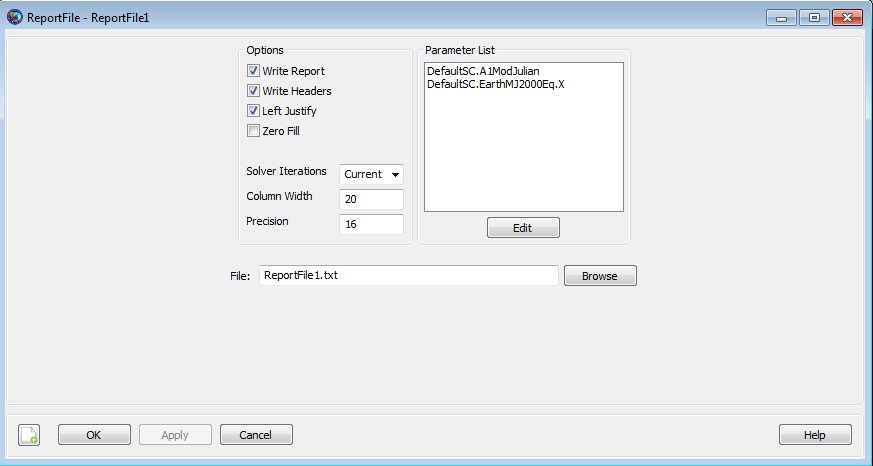 ReportFile - ReportFile1
Options
Write Report
Write Headers
Left Justify
Zero Fill
Solver Iterations Current
Column Width 20
Precision 16
Parameter List
DefaultSC.A1ModJulian
DefaultSC.EarthMJ2000Eq.X
Edit
File: ReportFile1.txt Browse
OK Apply Cancel Help